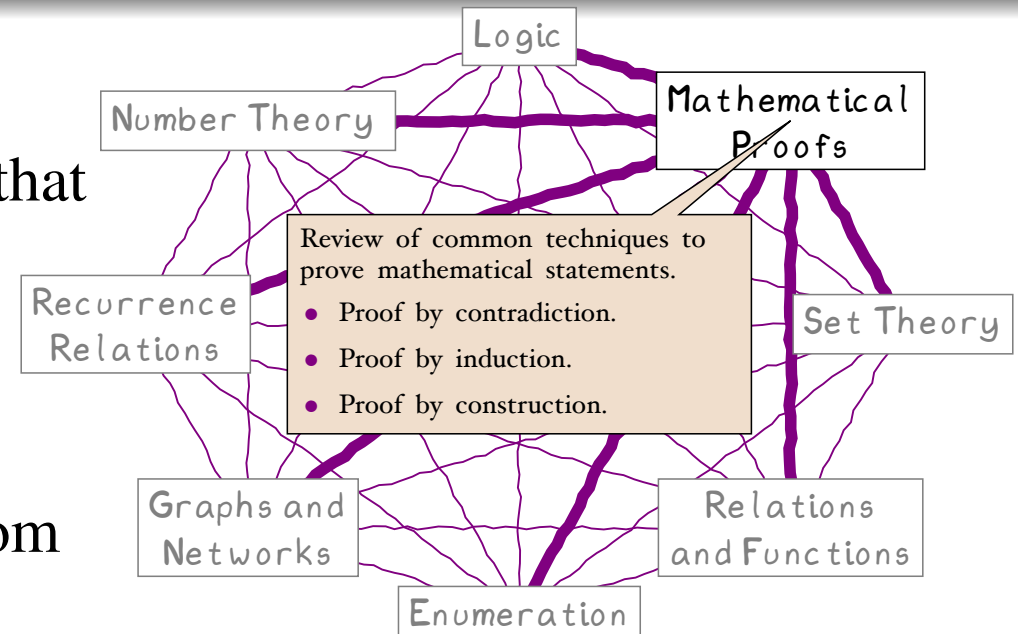 Logic
Mathematical
Proofs
Number Theory
that
Review of common techniques to
prove mathematical statements.
• Proof by contradiction.
• Proof by induction.
• Proof by construction.
Recurrence
Relations
Set Theory
Graphs and
Networks
Relations
and Functions
om
Enumeration